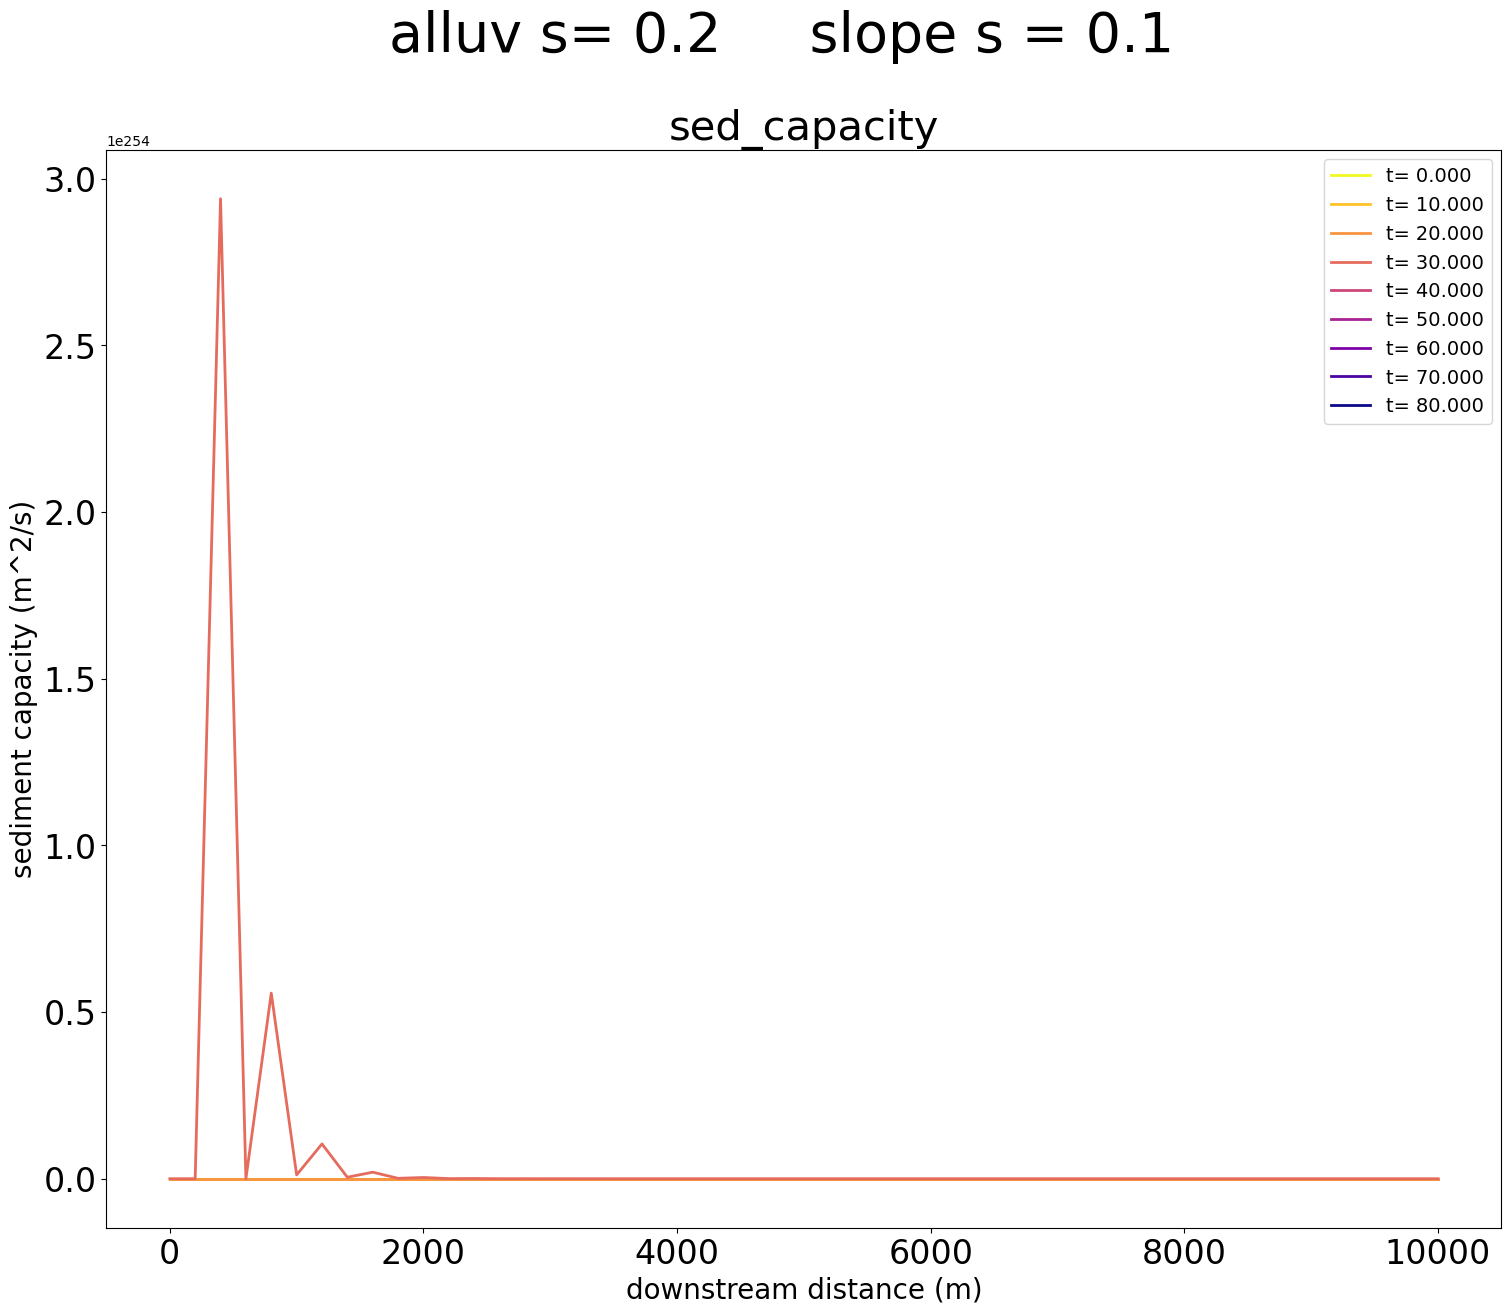 alluv s= 0.2 slope s = 0.1
sed_capacity
1e254
3.0
2.5
2.0
1.5
1.0
0.5
0.0
sediment capacity (m^2/s)
t= 0.000
t= 10.000
t= 20.000
t= 30.000
t= 40.000
t= 50.000
t= 60.000
t= 70.000
t= 80.000
0 2000 4000 6000 8000 10000
downstream distance (m)